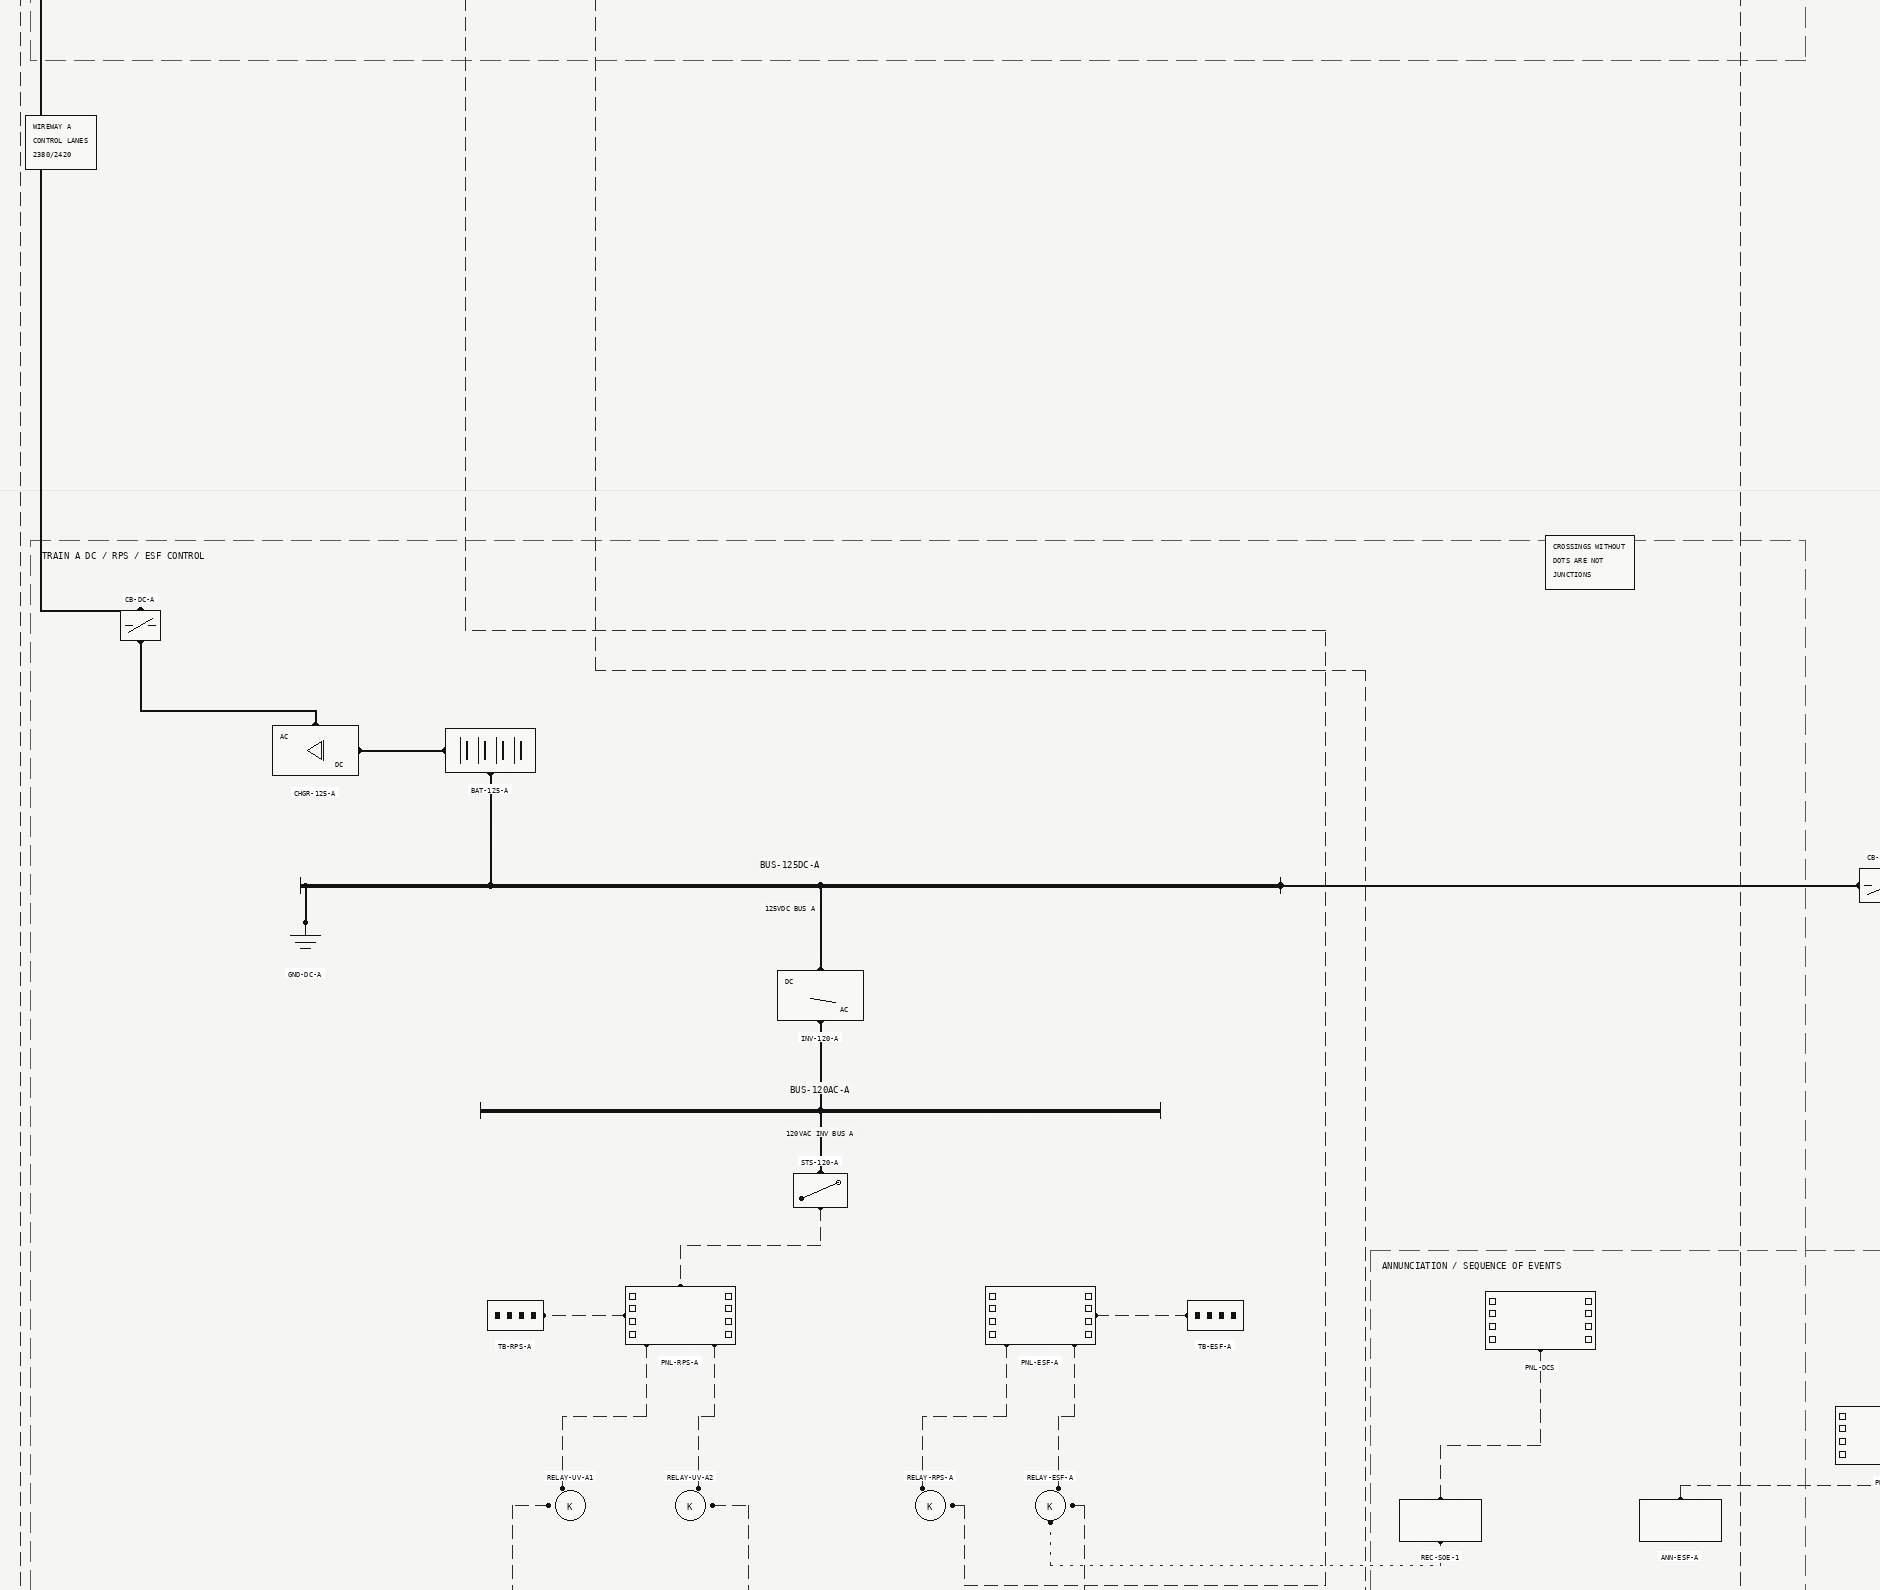 WIREWAY A
CONTROL LANES
2380/2420
TRAIN A DC / RPS / ESF CONTROL
CROSSINGS WITHOUT
DOTS ARE NOT
JUNCTIONS
CB-DC-A
AC
DC
CHGR-125-A
BAT-125-A
CB-
BUS-125DC-A
125VDC BUS A
GND-DC-A
DC
AC
INV-120-A
BUS-120AC-A
120VAC INV BUS A
STS-120-A
ANNUNCIATION / SEQUENCE OF EVENTS
TB-RPS-A
PNL-RPS-A
PNL-ESF-A
TB-ESF-A
PNL-DCS
RELAY-UV-A1
RELAY-UV-A2
RELAY-RPS-A
RELAY-ESF-A
K
K
K
K
REC-SOE-1
ANN-ESF-A